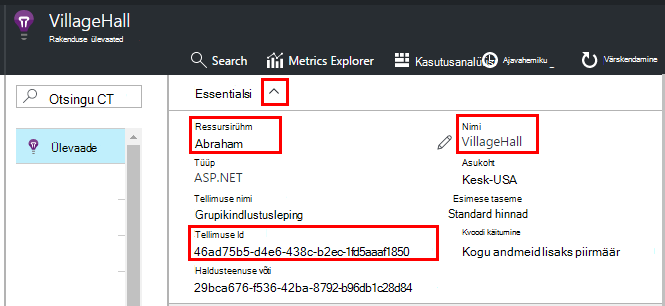 VillageHall
Rakenduse ülevaated
Search
Metrics Explorer
Kasutusanalüüs
Ajavahemiku
Värskendamine
Otsingu CT
Essentialsi
Ülevaade
Ressursirühm
Abraham
Nimi
VillageHall
Tüüp
ASP.NET
Asukoht
Kesk-USA
Tellimuse nimi
Grupikindlustusleping
Esimese taseme
Standard hinnad
Tellimuse Id
46ad75b5-d4e6-438c-b2ec-1fd5aaaf1850
Kvoodi käitumine
Kogu andmeid lisaks piirmäär
Haldusteenuse võti
29bca676-f536-42ba-8792-b96db1c28d84